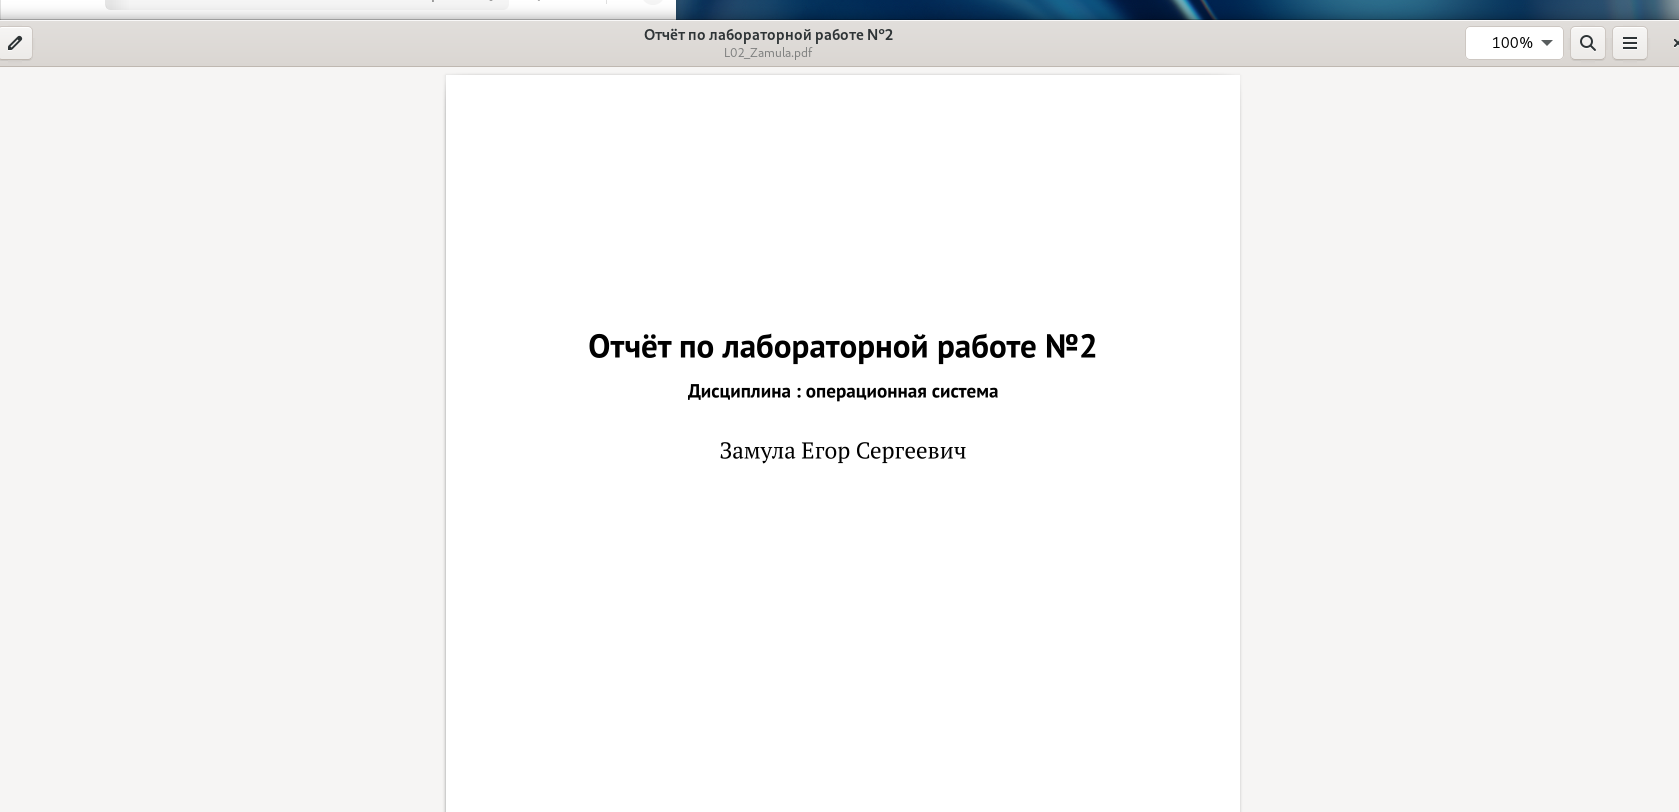 Отчёт по лабораторной работе №2
L02_Zamula.pdf
100%
Отчёт по лабораторной работе №2
Дисциплина : операционная система
Замула Егор Сергеевич